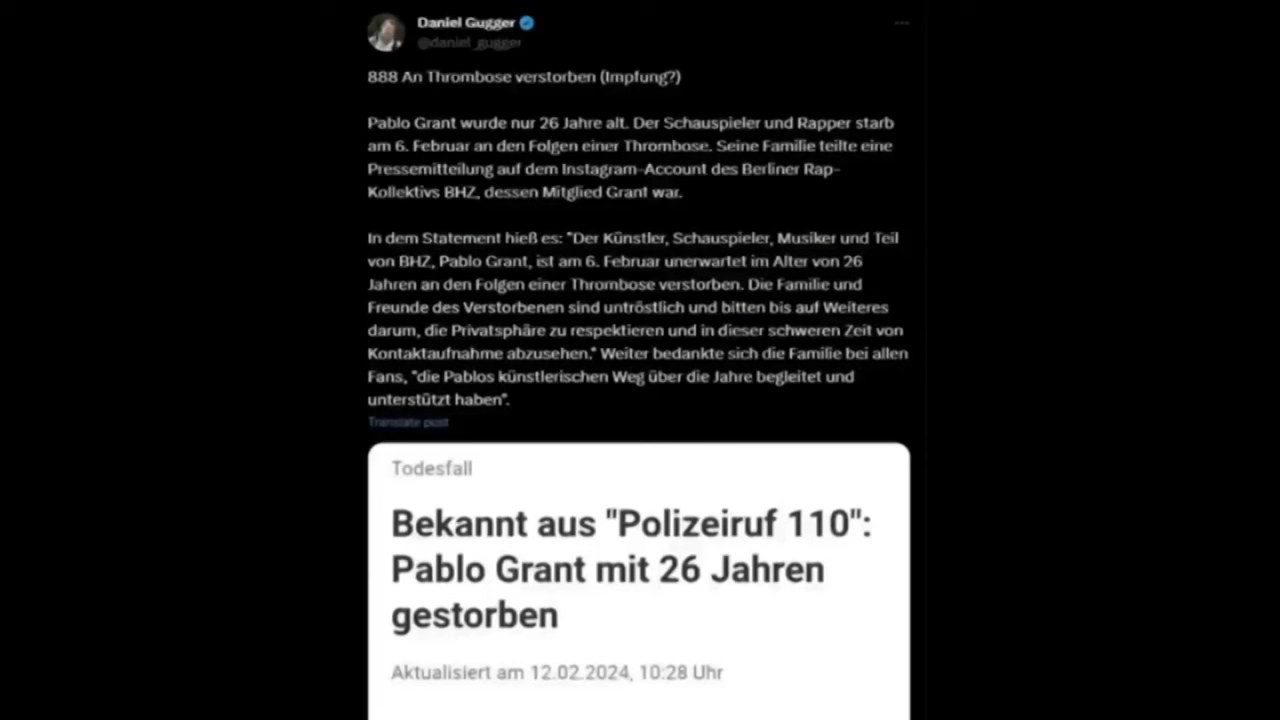 Daniel Gugger
@daniel_gugger
888 An Thrombose verstorben (Impfung?)
Pablo Grant wurde nur 26 Jahre alt. Der Schauspieler und Rapper starb
am 6. Februar an den Folgen einer Thrombose. Seine Familie teilte eine
Pressemitteilung auf dem Instagram-Account des Berliner Rap-
Kollektivs BHZ, dessen Mitglied Grant war.
In dem Statement hieß es: "Der Künstler, Schauspieler, Musiker und Teil
von BHZ, Pablo Grant, ist am 6. Februar unerwartet im Alter von 26
Jahren an den Folgen einer Thrombose verstorben. Die Familie und
Freunde des Verstorbenen sind untröstlich und bitten bis auf Weiteres
darum, die Privatsphäre zu respektieren und in dieser schweren Zeit von
Kontaktaufnahme abzusehen." Weiter bedankte sich die Familie bei allen
Fans, "die Pablos künstlerischen Weg über die Jahre begleitet und
unterstützt haben".
Translate post
Todesfall
Bekannt aus "Polizeiruf 110":
Pablo Grant mit 26 Jahren
gestorben
Aktualisiert am 12.02.2024, 10:28 Uhr